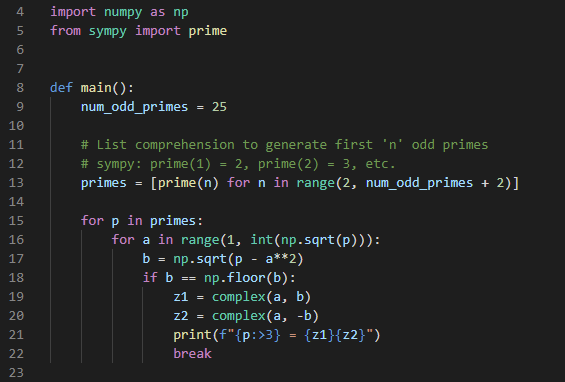 4 import numpy as np
5 from sympy import prime
6
7
8 def main():
9     num_odd_primes = 25
10
11     # List comprehension to generate first 'n' odd primes
12     # sympy: prime(1) = 2, prime(2) = 3, etc.
13     primes = [prime(n) for n in range(2, num_odd_primes + 2)]
14
15     for p in primes:
16         for a in range(1, int(np.sqrt(p))):
17             b = np.sqrt(p - a**2)
18             if b == np.floor(b):
19                 z1 = complex(a, b)
20                 z2 = complex(a, -b)
21                 print(f"{p:>3} = {z1}{z2}")
22                 break
23